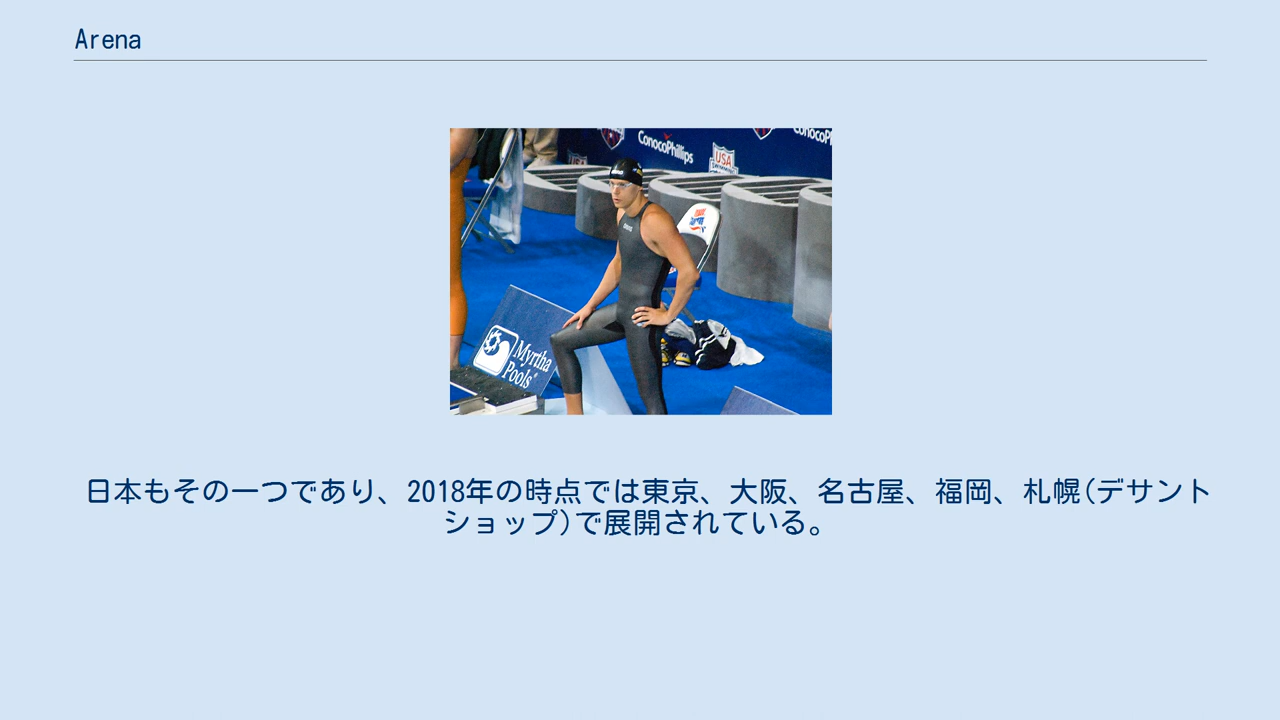 Arena
ConocoPhillips
ConocoPh
USA
Myrtha
Pools
日本もその一つであり、2018年の時点では東京、大阪、名古屋、福岡、札幌(デサント
ショップ)で展開されている。